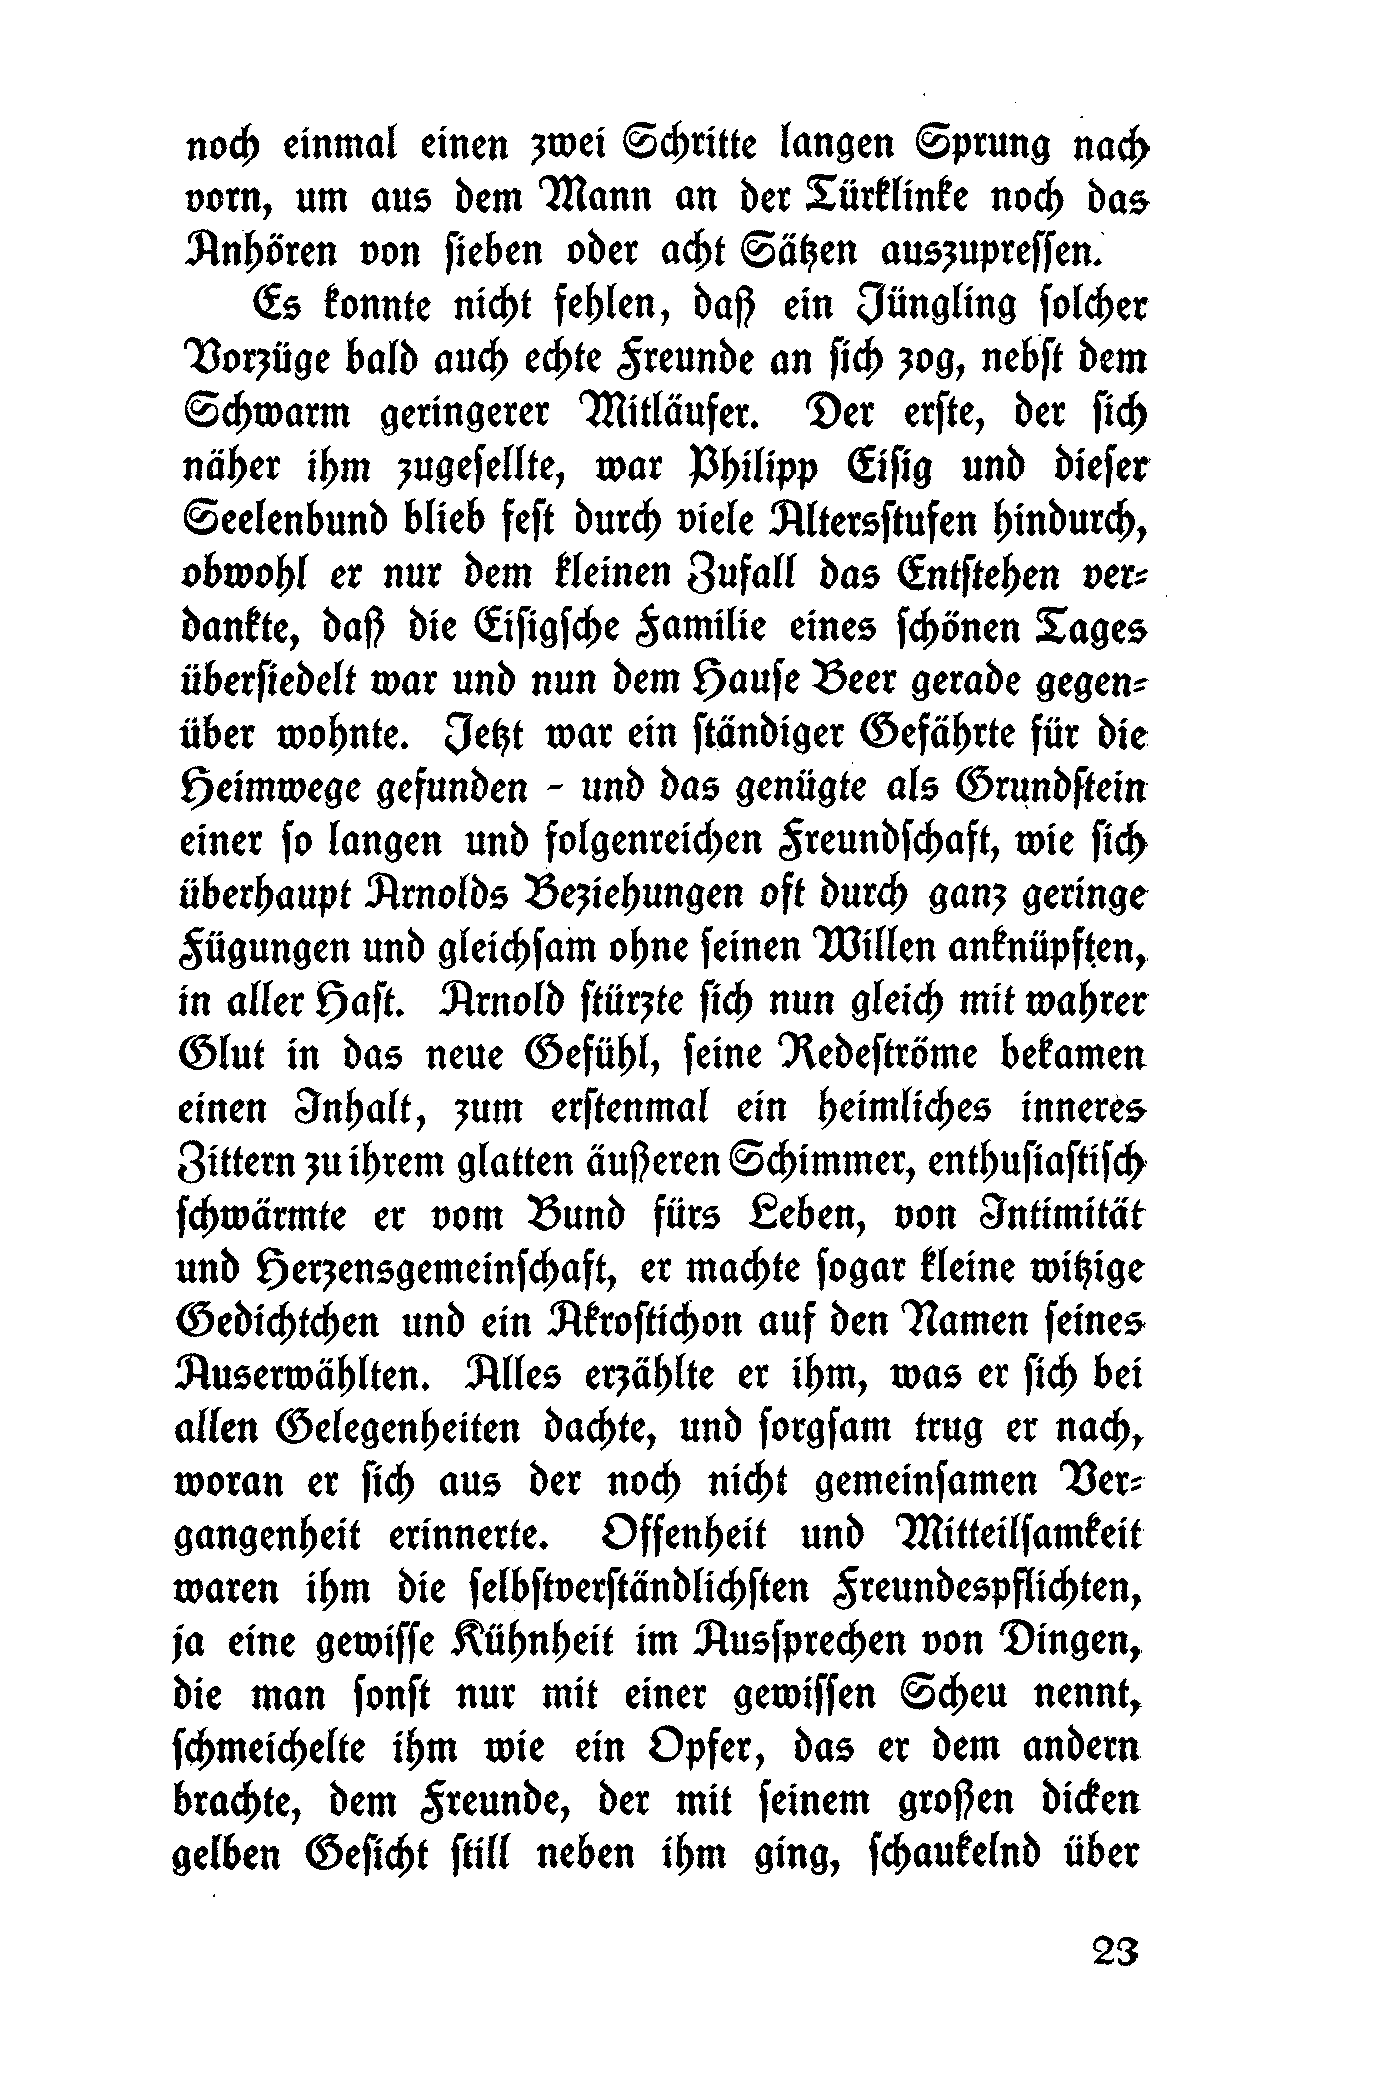 noch einmal einen zwei Schritte langen Sprung nach
vorn, um aus dem Mann an der Türklinke noch das
Anhören von sieben oder acht Sätzen auszupressen.
Es konnte nicht fehlen, daß ein Jüngling solcher
Vorzüge bald auch echte Freunde an sich zog, nebst dem
Schwarm geringerer Mitläufer. Der erste, der sich
näher ihm zugesellte, war Philipp Eisig und dieser
Seelenbund blieb fest durch viele Altersstufen hindurch,
obwohl er nur dem kleinen Zufall das Entstehen ver-
dankte, daß die Eisigsche Familie eines schönen Tages
übersiedelt war und nun dem Hause Beer gerade gegen-
über wohnte. Jetzt war ein ständiger Gefährte für die
Heimwege gefunden - und das genügte als Grundstein
einer so langen und folgenreichen Freundschaft, wie sich
überhaupt Arnolds Beziehungen oft durch ganz geringe
Fügungen und gleichsam ohne seinen Willen anknüpften,
in aller Hast. Arnold stürzte sich nun gleich mit wahrer
Glut in das neue Gefühl, seine Redeströme bekamen
einen Inhalt, zum erstenmal ein heimliches inneres
Zittern zu ihrem glatten äußeren Schimmer, enthusiastisch
schwärmte er vom Bund fürs Leben, von Intimität
und Herzensgemeinschaft, er machte sogar kleine witzige
Gedichtchen und ein Akrostichon auf den Namen seines
Auserwählten. Alles erzählte er ihm, was er sich bei
allen Gelegenheiten dachte, und sorgsam trug er nach,
woran er sich aus der noch nicht gemeinsamen Ver-
gangenheit erinnerte. Offenheit und Mitteilsamkeit
waren ihm die selbstverständlichsten Freundespflichten,
ja eine gewisse Kühnheit im Aussprechen von Dingen,
die man sonst nur mit einer gewissen Scheu nennt,
schmeichelte ihm wie ein Opfer, das er dem andern
brachte, dem Freunde, der mit seinem großen dicken
gelben Gesicht still neben ihm ging, schaukelnd über
23